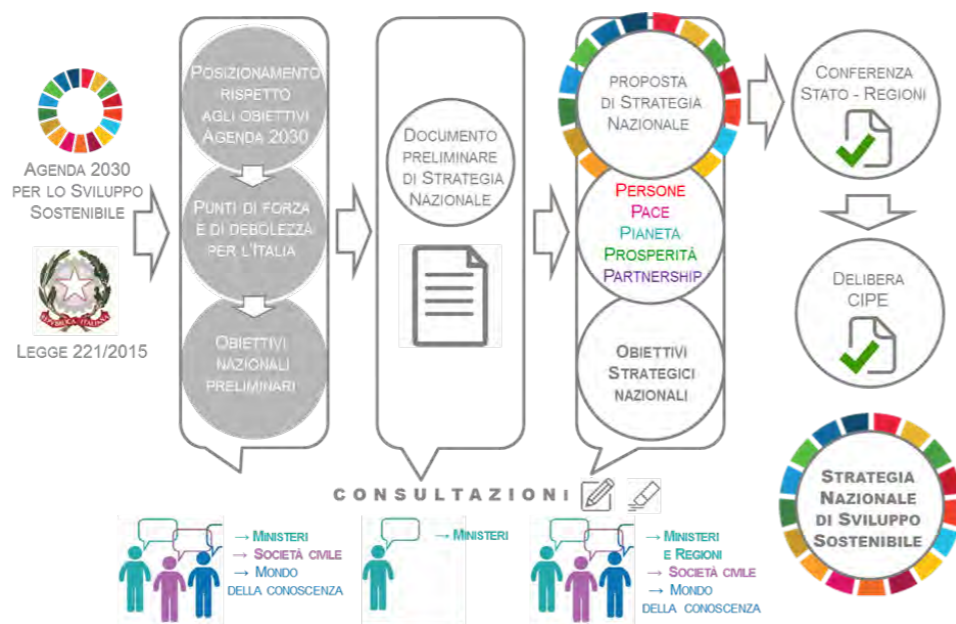 AGENDA 2030
PER LO SVILUPPO
SOSTENIBILE
REPVBBLICA ITALIANA
LEGGE 221/2015
POSIZIONAMENTO
RISPETTO
AGLI OBIETTIVI
AGENDA 2030
PUNTI DI FORZA
E DI DEBOLEZZA
PER L'ITALIA
OBIETTIVI
NAZIONALI
PRELIMINARI
DOCUMENTO
PRELIMINARE
DI STRATEGIA
NAZIONALE
PROPOSTA
DI STRATEGIA
NAZIONALE
PERSONE
PACE
PIANETA
PROSPERITÀ
PARTNERSHIP
OBIETTIVI
STRATEGICI
NAZIONALI
CONFERENZA
STATO - REGIONI
DELIBERA
CIPE
STRATEGIA
NAZIONALE
DI SVILUPPO
SOSTENIBILE
CONSULTAZIONI
→ MINISTERI
→ SOCIETÀ CIVILE
→ MONDO
DELLA CONOSCENZA
→ MINISTERI
→ MINISTERI
E REGIONI
→ SOCIETÀ CIVILE
→ MONDO
DELLA CONOSCENZA